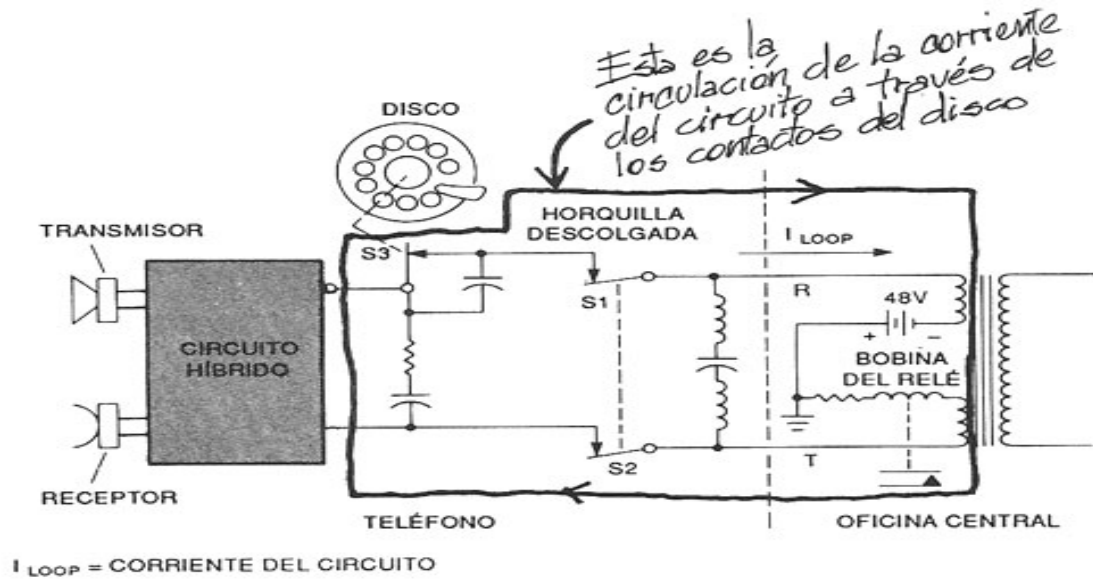 Esta es la
circulación de la corriente
del circuito a través de
los contactos del disco
DISCO
TRANSMISOR
HORQUILLA
DESCOLGADA
I LOOP
S3
S1
R
48V
+ −
CIRCUITO
HÍBRIDO
BOBINA
DEL RELÉ
S2
T
RECEPTOR
TELÉFONO
OFICINA CENTRAL
I LOOP = CORRIENTE DEL CIRCUITO